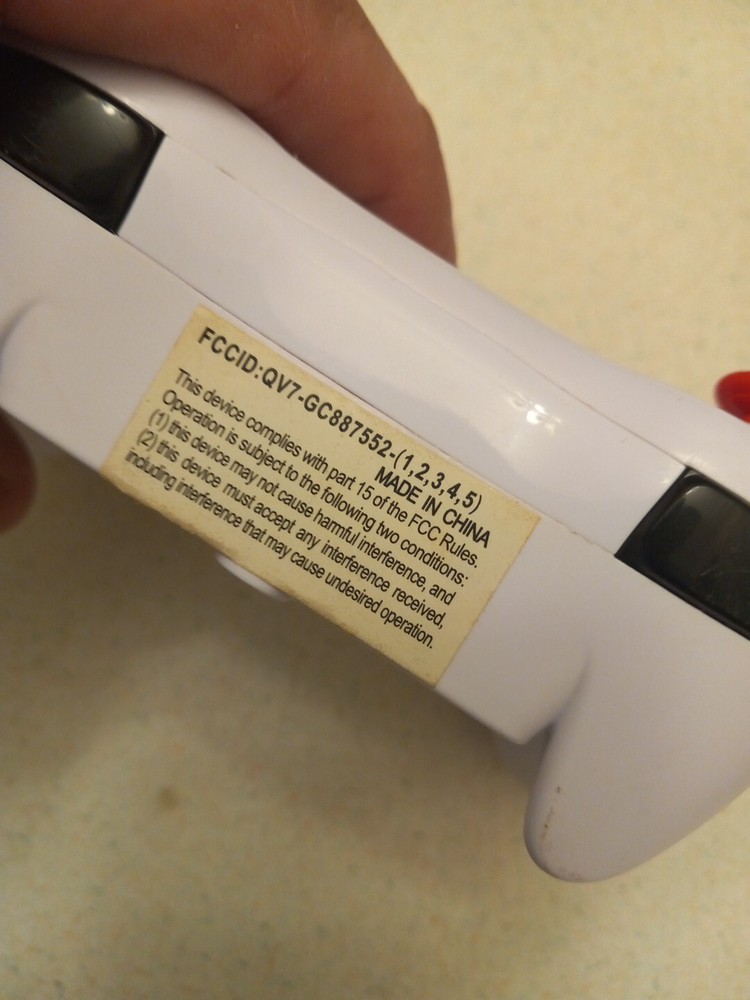 FCCID:QV7-GC887552-(1,2,3,4,5)
MADE IN CHINA
This device complies with part 15 of the FCC Rules.
Operation is subject to the following two conditions:
(1) this device may not cause harmful interference, and
(2) this device must accept any interference received,
including interference that may cause undesired operation.